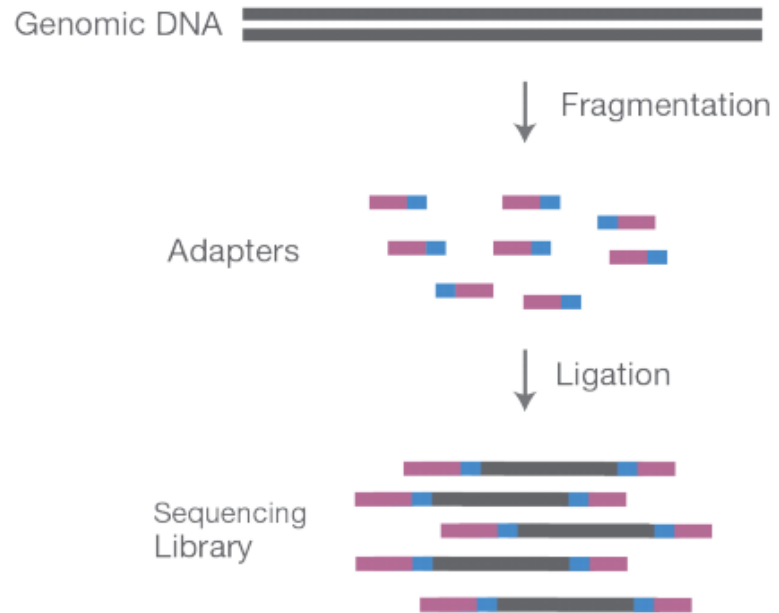 Genomic DNA
Fragmentation
Adapters
Ligation
Sequencing
Library